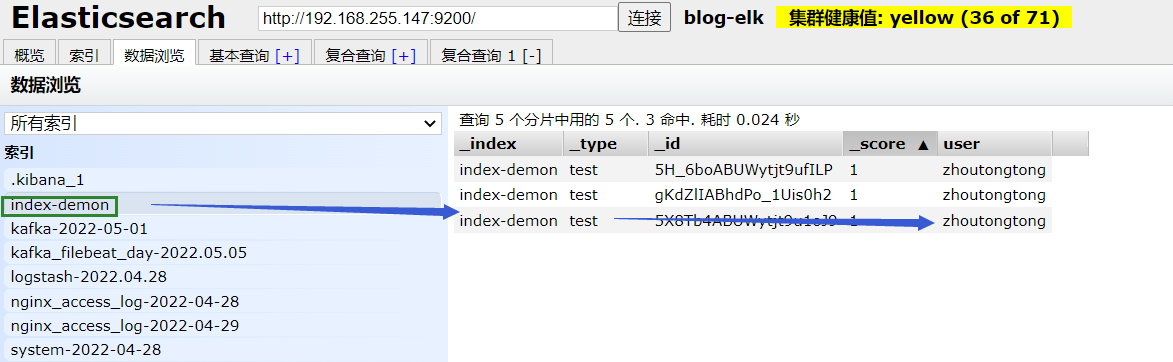 Elasticsearch http://192.168.255.147:9200/ 连接 blog-elk 集群健康值: yellow (36 of 71)
概览 索引 数据浏览 基本查询 [+] 复合查询 [+] 复合查询 1 [-]
数据浏览
所有索引
索引
.kibana_1
index-demon
kafka-2022-05-01
kafka_filebeat_day-2022.05.05
logstash-2022.04.28
nginx_access_log-2022-04-28
nginx_access_log-2022-04-29
system-2022-04-28
查询 5 个分片中用的 5 个. 3 命中. 耗时 0.024 秒
_index _type _id _score ▲ user
index-demon test 5H_6boABUWytjt9ufILP 1 zhoutongtong
index-demon test gKdZlIABhdPo_1Uis0h2 1 zhoutongtong
index-demon test 1 zhoutongtong